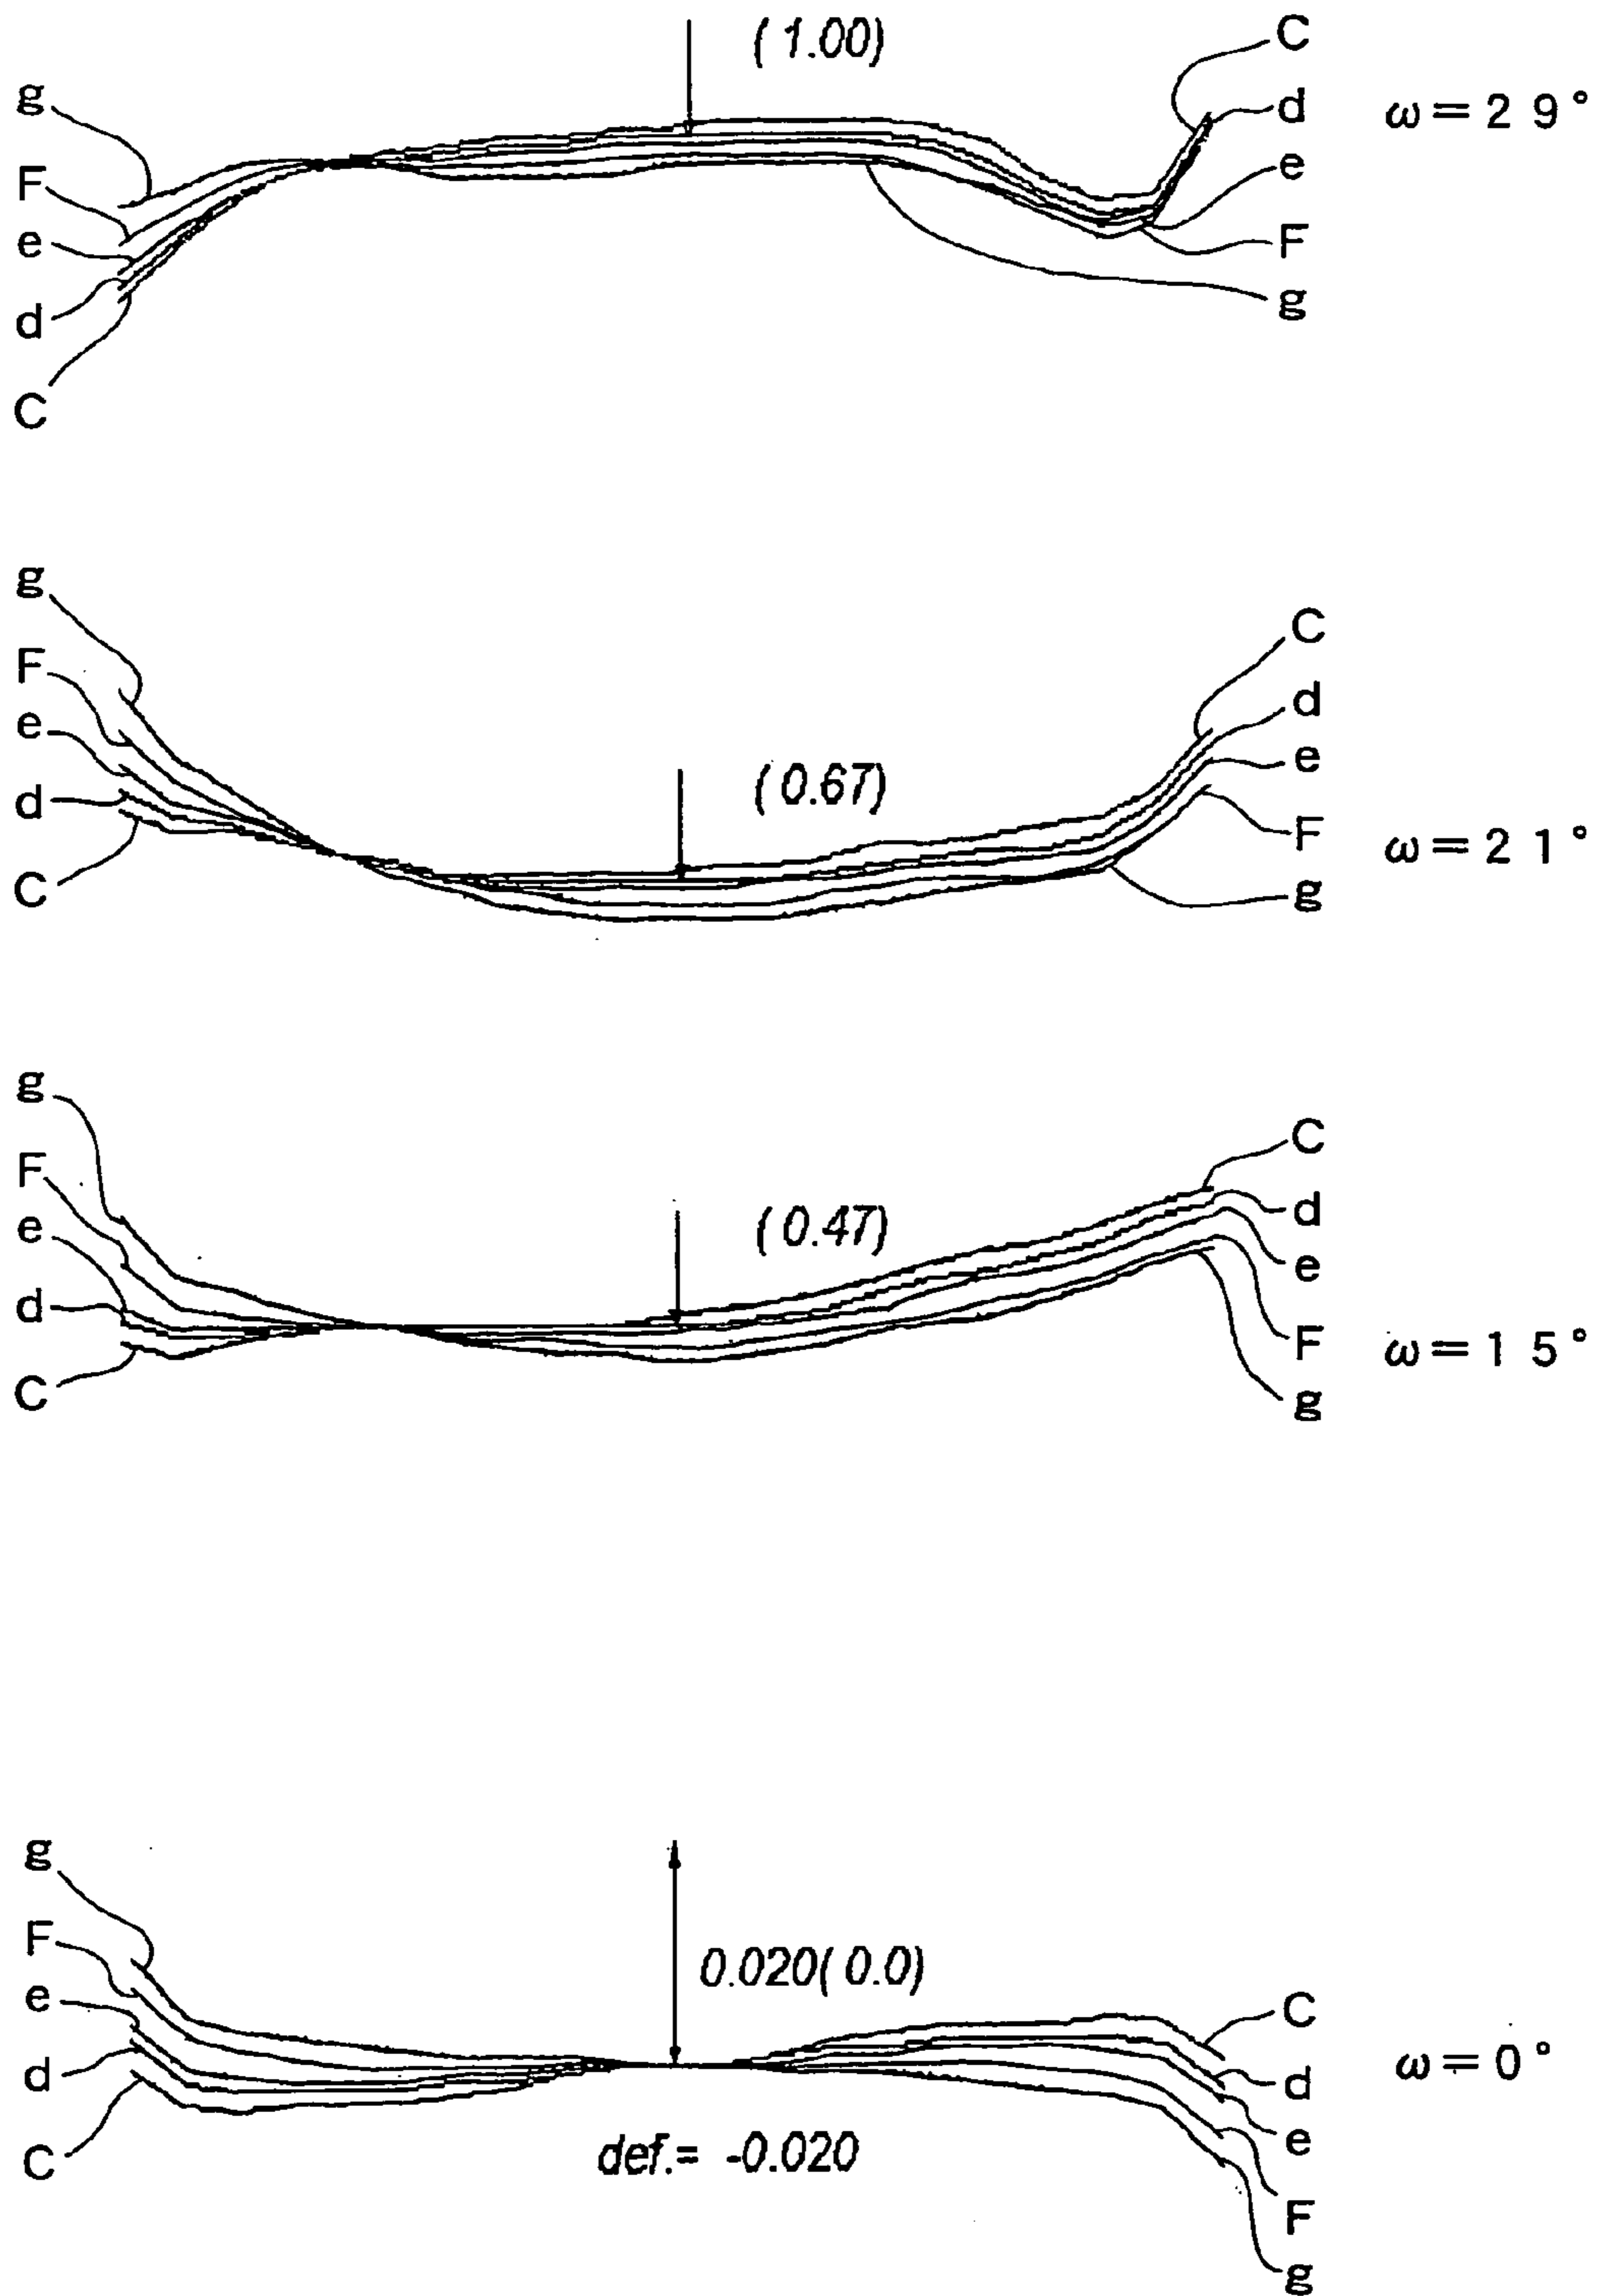 (1.00)
C
g
d
ω=29°
F
e
e
F
d
g
C
g
C
F
d
e
e
(0.67)
d
F
ω=21°
C
g
g
C
F
d
e
(0.47)
e
d
F
ω=15°
C
g
g
F
0.020(0.0)
e
C
d
d
ω=0°
e
C
def.= -0.020
F
g